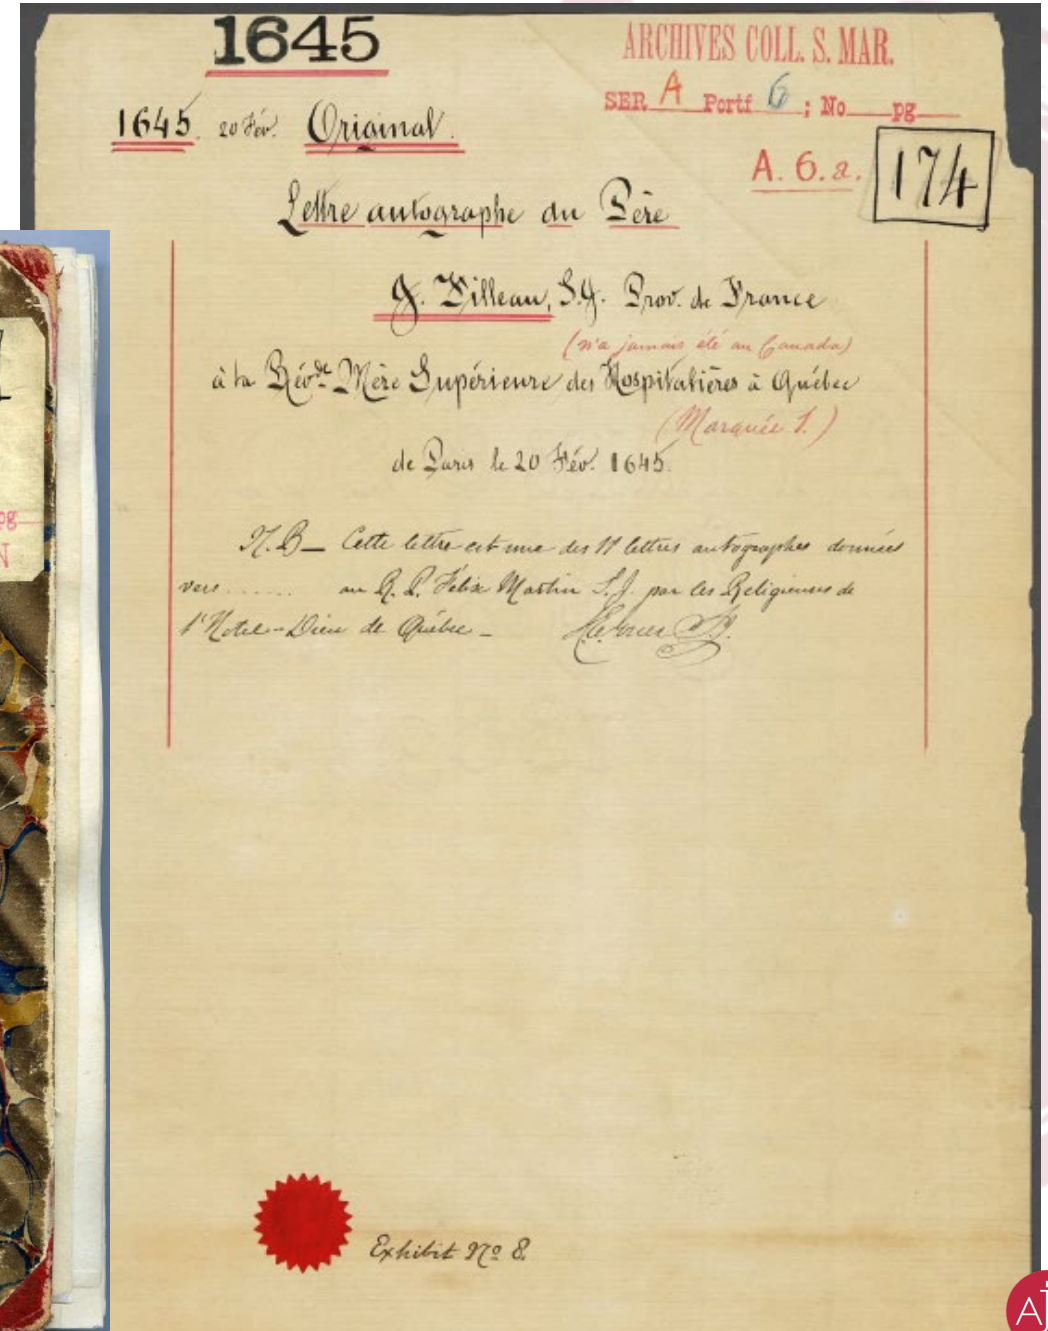 1645
ARCHIVES COLL. S. MAR.
SER A Portf 6 ; No pg
1645. 20 Fév. Original.
A. 6. a.
174
Lettre autographe du Père
J. Filleau, S.J. Prov. de France
(n'a jamais été au Canada)
à la Révde Mère Supérieure des Hospitalières à Québec
(Marquée 1.)
de Paris le 20 Fév. 1645.
N.B— Cette lettre est une des 11 lettres autographes données
vers ...... au R. P. Félix Martin S.J. par les Religieuses de
l'Hotel-Dieu de Québec—
pg
N
Exhibit No 8.